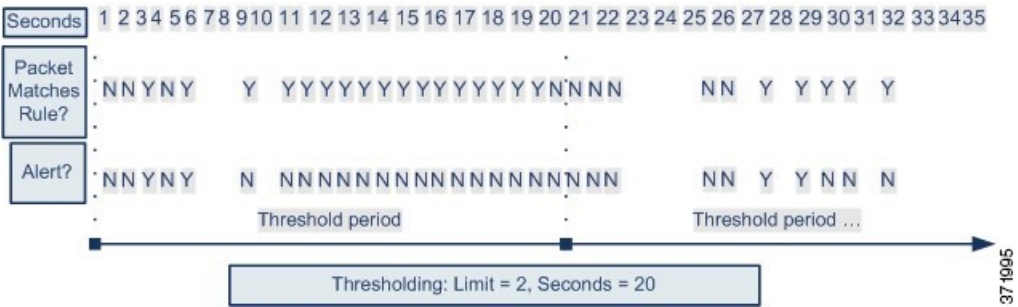 Seconds 1 2 3 4 5 6 7 8 9 10 11 12 13 14 15 16 17 18 19 20 21 22 23 24 25 26 27 28 29 30 31 32 33 34 35
Packet
Matches
Rule?
N N Y N Y Y Y Y Y Y Y Y Y Y Y Y Y Y Y Y N N N N N N Y Y Y Y Y
Alert?
N N Y N Y N N N N N N N N N N N N N N N N N N N N N Y Y N N N
Threshold period
Threshold period ...
Thresholding: Limit = 2, Seconds = 20
371995